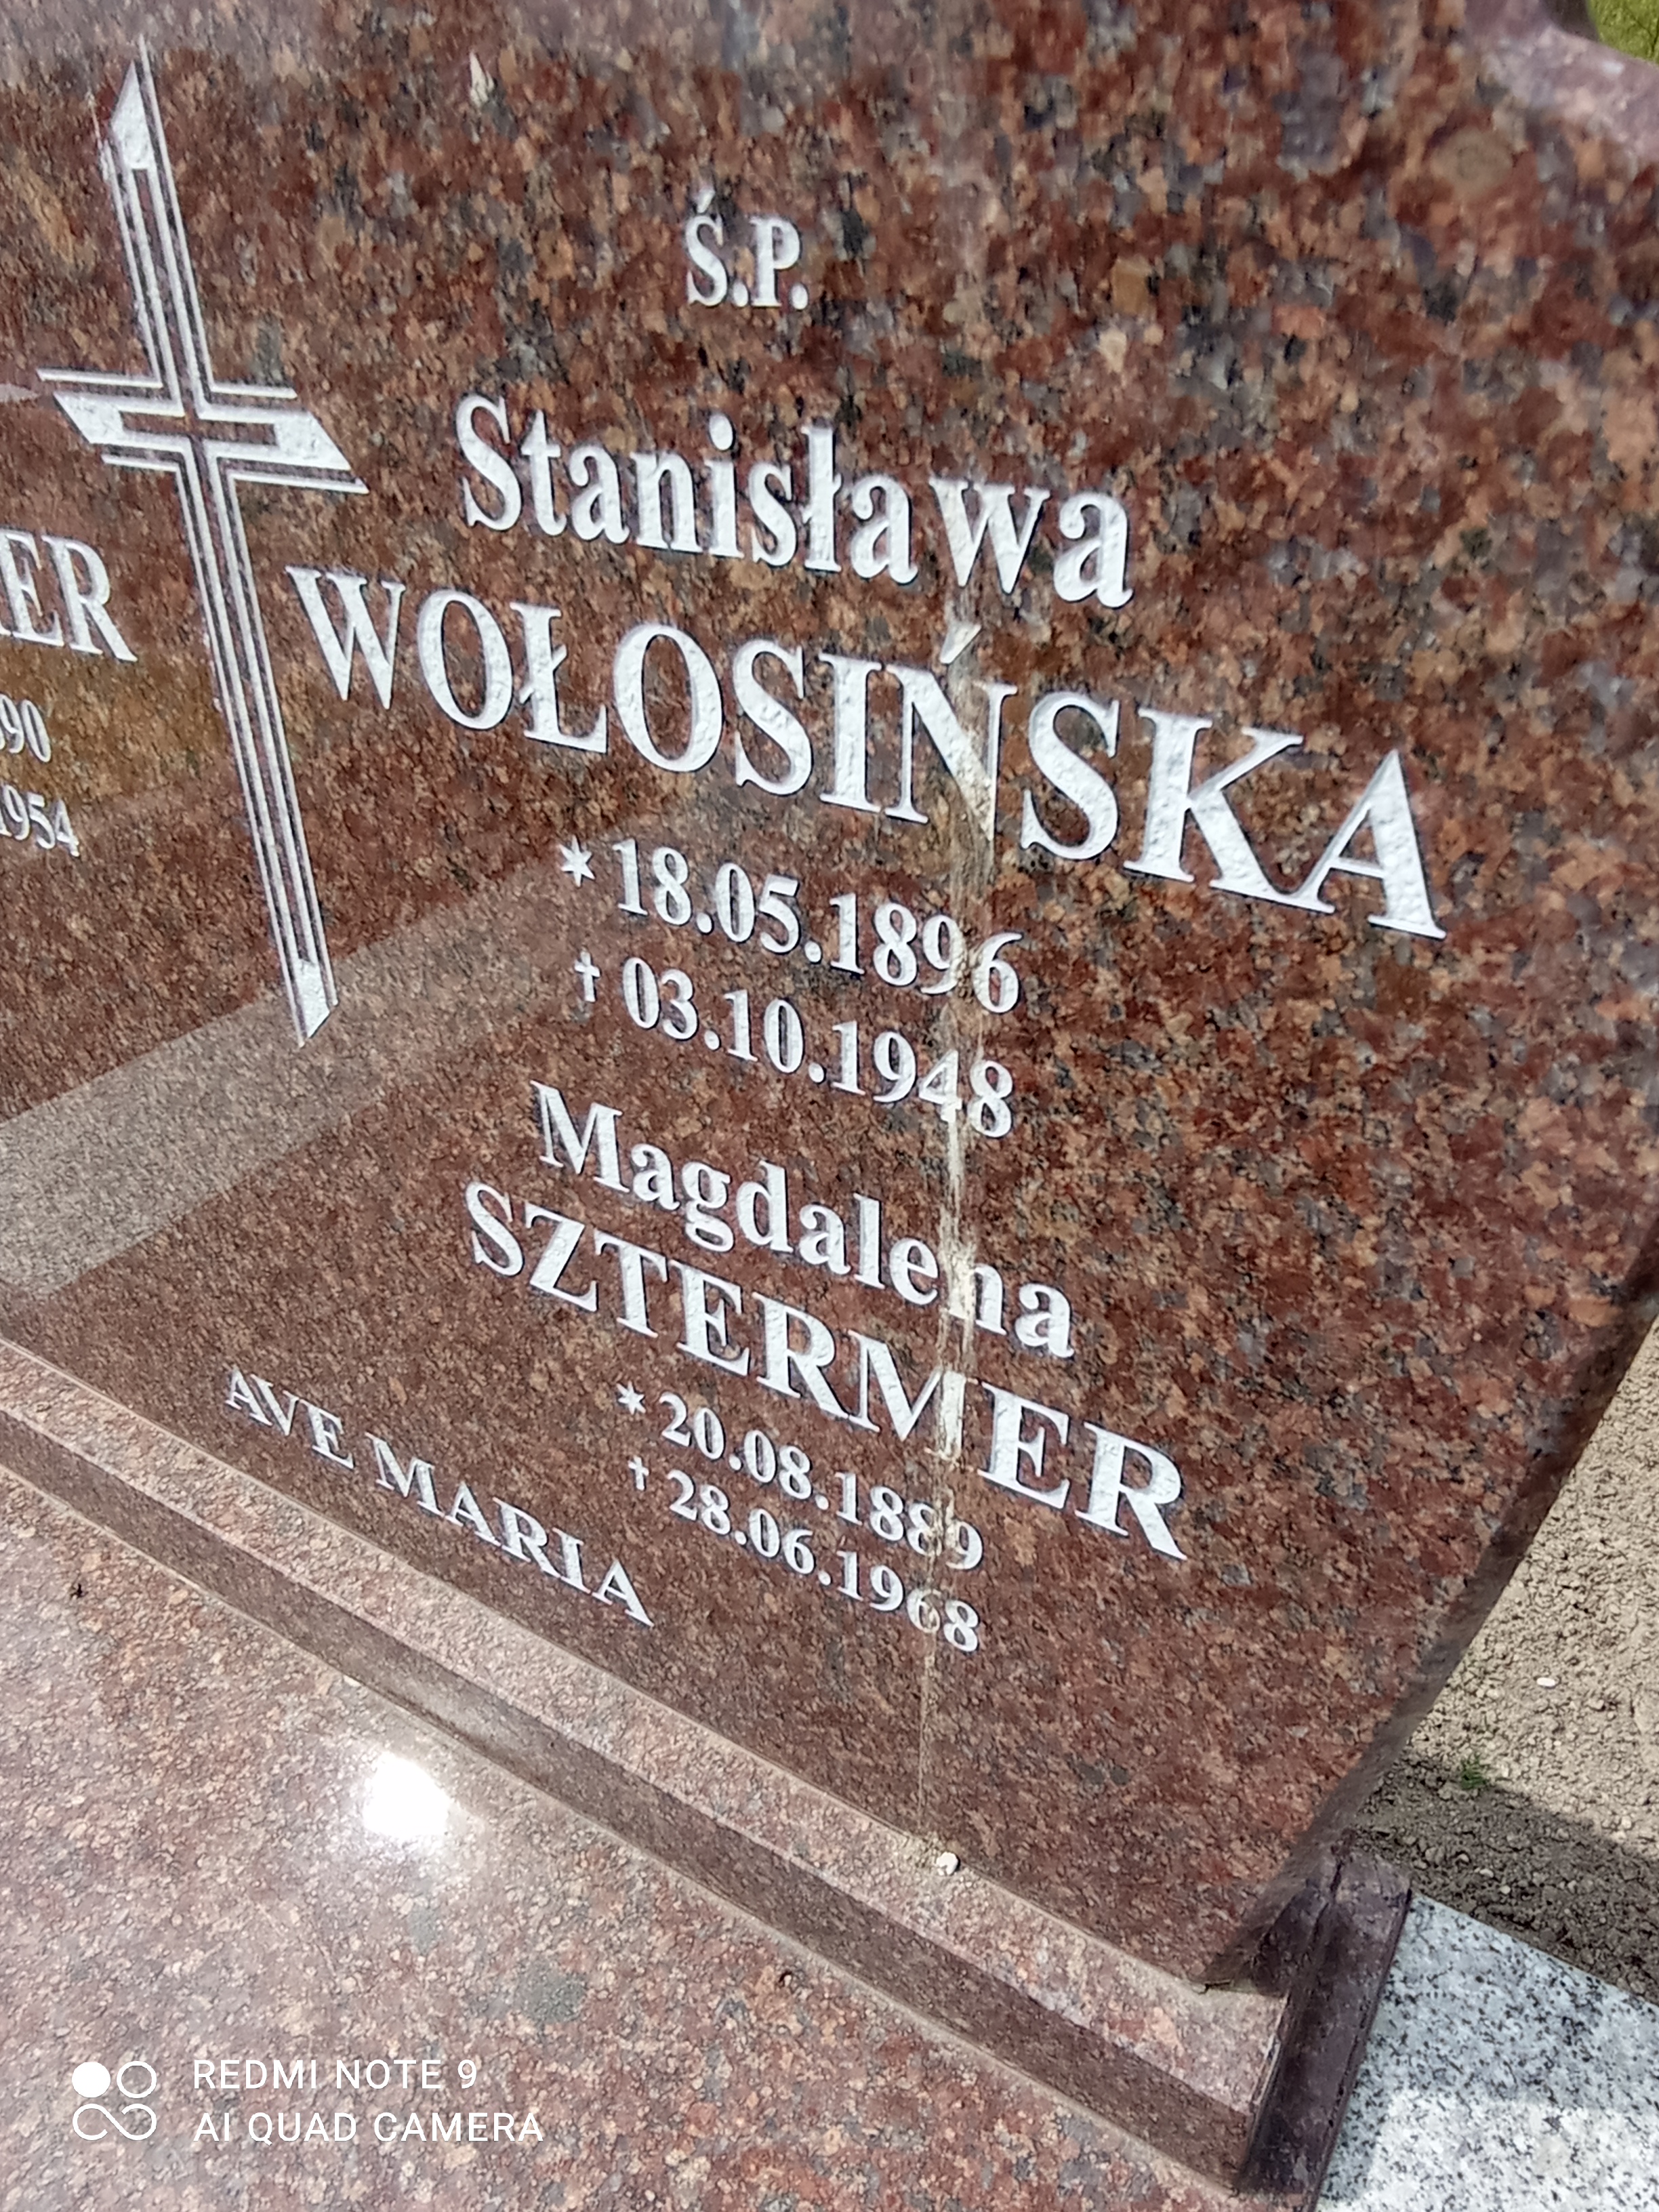 ER
90
1954
Ś.P.
Stanisława
WOŁOSIŃSKA
* 18.05.1896
† 03.10.1948
Magdalena
SZTERMER
* 20.08.1889
† 28.06.1968
AVE MARIA
REDMI NOTE 9
AI QUAD CAMERA